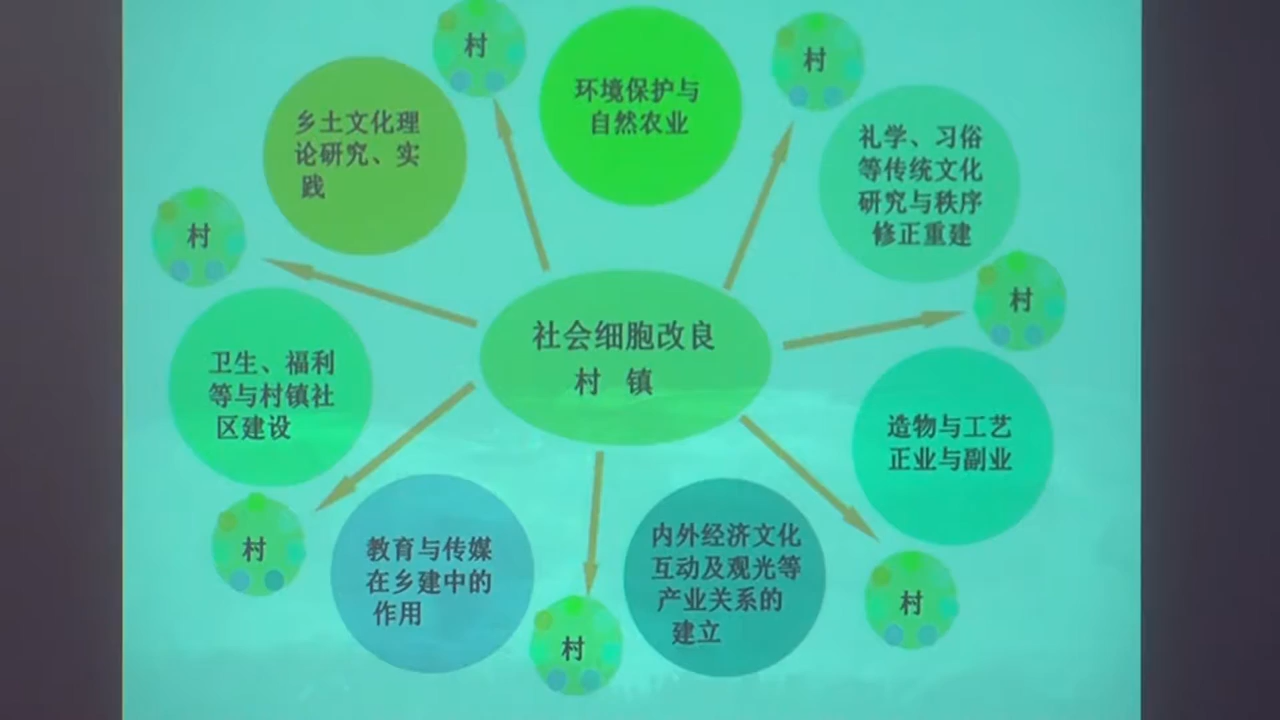 村
村
环境保护与
自然农业
乡土文化理
论研究、实
践
礼学、习俗
等传统文化
研究与秩序
修正重建
村
村
社会细胞改良
村 镇
卫生、福利
等与村镇社
区建设
造物与工艺
正业与副业
村
教育与传媒
在乡建中的
作用
内外经济文化
互动及观光等
产业关系的
建立
村
村